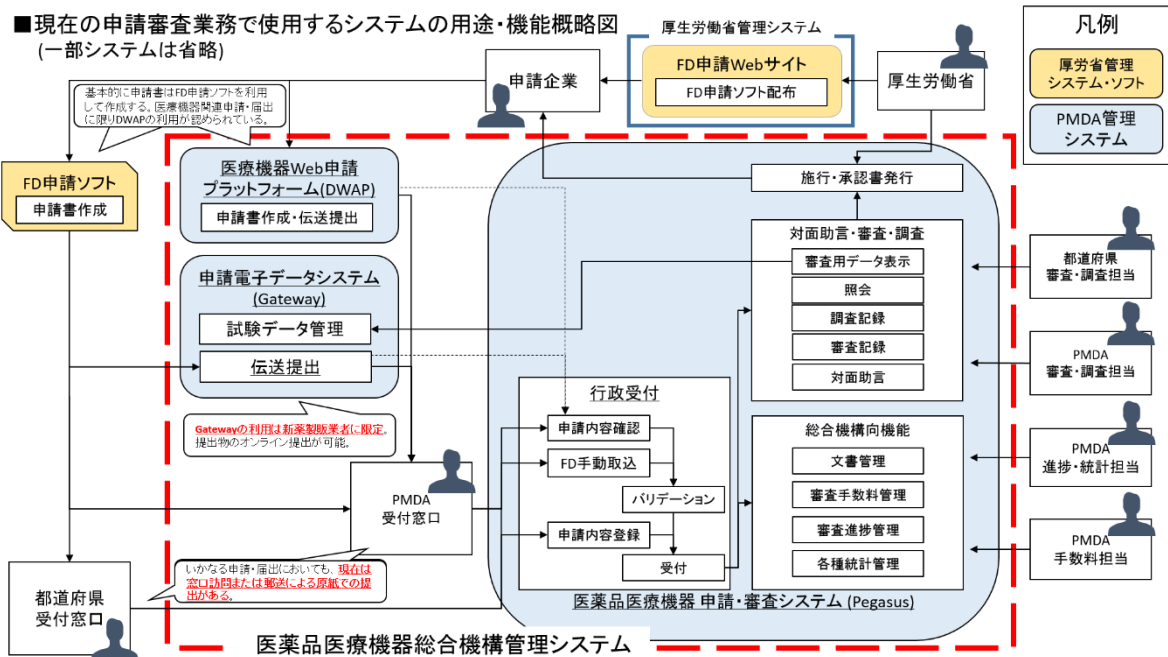 ■現在の申請審査業務で使用するシステムの用途・機能概略図
(一部システムは省略)
厚生労働省管理システム
申請企業
FD申請Webサイト
FD申請ソフト配布
厚生労働省
凡例
厚労省管理
システム・ソフト
PMDA管理
システム
基本的に申請書はFD申請ソフトを利用
して作成する。医療機器関連申請・届出
に限りDWAPの利用が認められている。
FD申請ソフト
申請書作成
医療機器Web申請
プラットフォーム(DWAP)
申請書作成・伝送提出
申請電子データシステム
(Gateway)
試験データ管理
伝送提出
Gatewayの利用は新薬製販業者に限定。
提出物のオンライン提出が可能。
PMDA
受付窓口
いかなる申請・届出においても、現在は
窓口訪問または郵送による原紙での提
出がある。
都道府県
受付窓口
施行・承認書発行
対面助言・審査・調査
審査用データ表示
照会
調査記録
審査記録
対面助言
行政受付
申請内容確認
FD手動取込
バリデーション
申請内容登録
受付
総合機構向機能
文書管理
審査手数料管理
審査進捗管理
各種統計管理
医薬品医療機器 申請・審査システム (Pegasus)
医薬品医療機器総合機構管理システム
都道府県
審査・調査担当
PMDA
審査・調査担当
PMDA
進捗・統計担当
PMDA
手数料担当